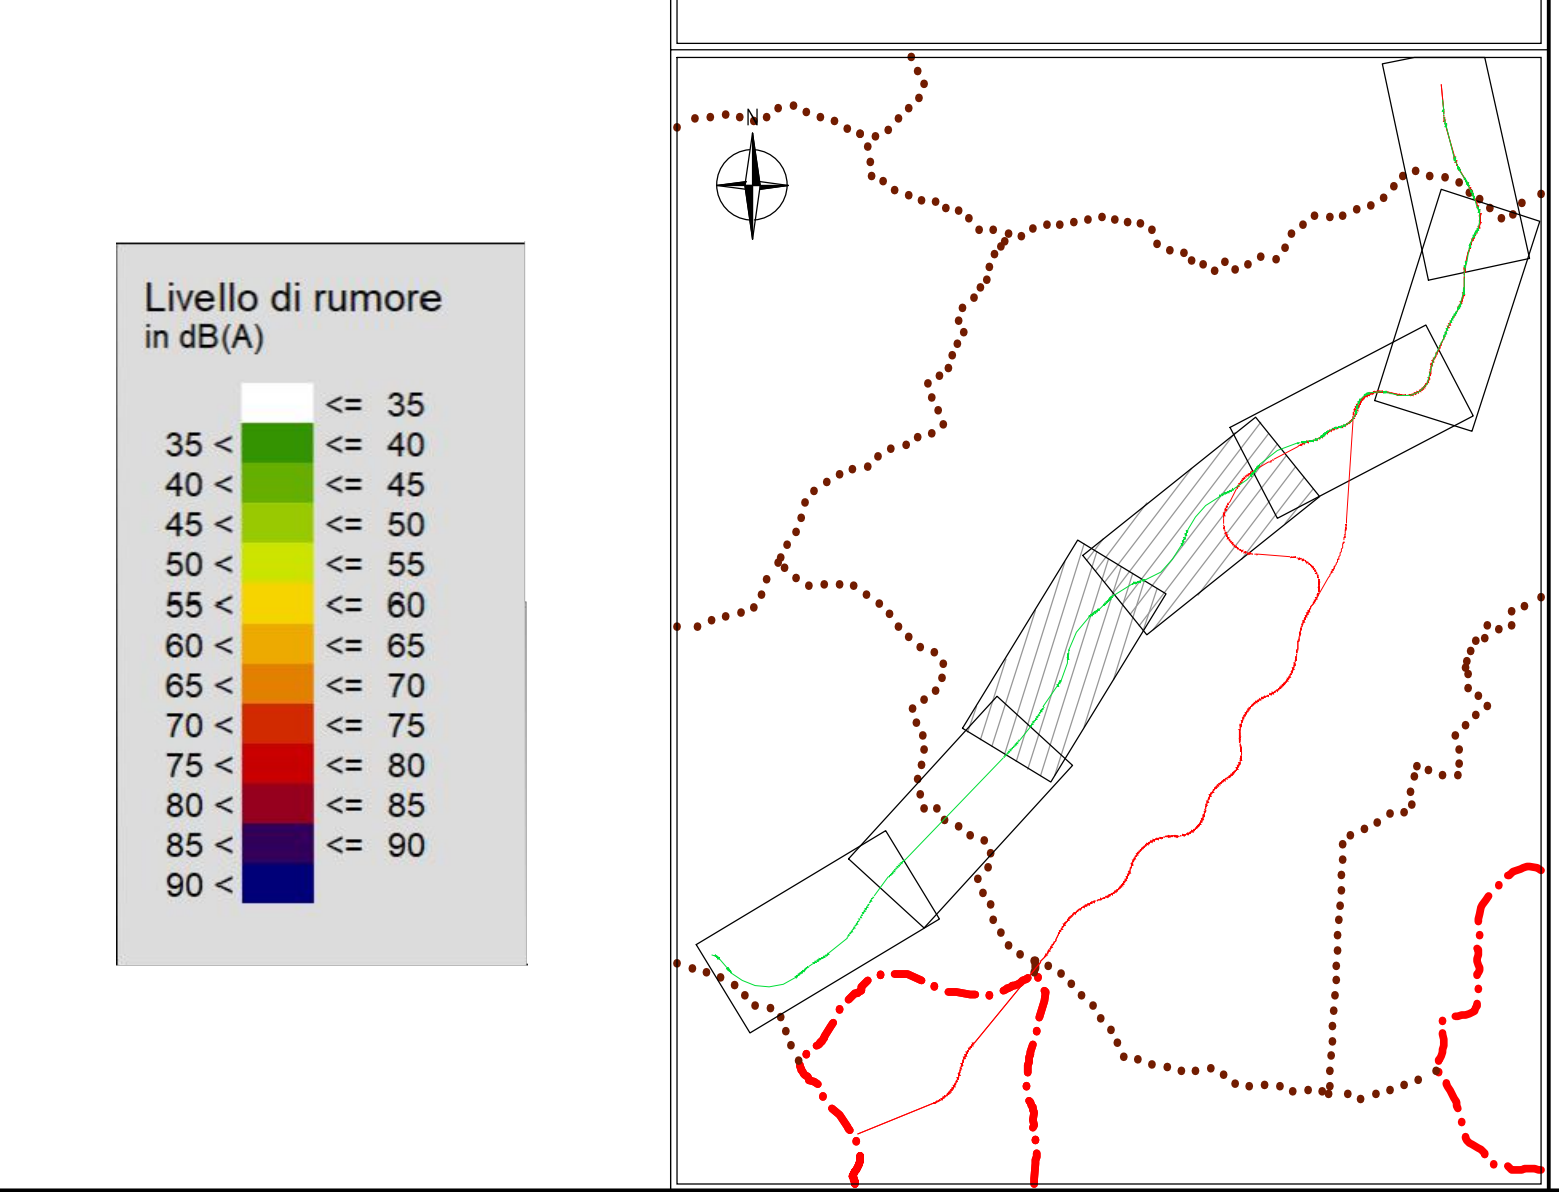 Livello di rumore
in dB(A)
<= 35
35 < <= 40
40 < <= 45
45 < <= 50
50 < <= 55
55 < <= 60
60 < <= 65
65 < <= 70
70 < <= 75
75 < <= 80
80 < <= 85
85 < <= 90
90 <
N